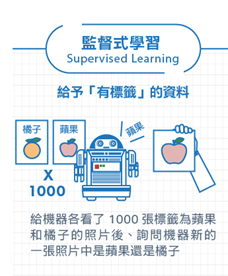 監督式學習
Supervised Learning
給予「有標籤」的資料
橘子
蘋果
蘋果
X
1000
給機器各看了 1000 張標籤為蘋果
和橘子的照片後、詢問機器新的
一張照片中是蘋果還是橘子